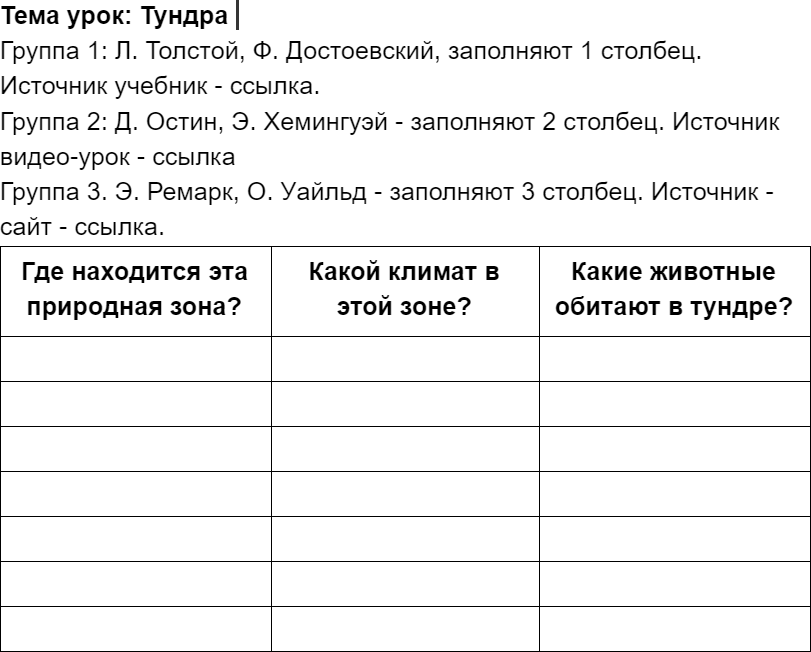 Тема урок: Тундра
Группа 1: Л. Толстой, Ф. Достоевский, заполняют 1 столбец.
Источник учебник - ссылка.
Группа 2: Д. Остин, Э. Хемингуэй - заполняют 2 столбец. Источник
видео-урок - ссылка
Группа 3. Э. Ремарк, О. Уайльд - заполняют 3 столбец. Источник -
сайт - ссылка.
Где находится эта
природная зона?
Какой климат в
этой зоне?
Какие животные
обитают в тундре?